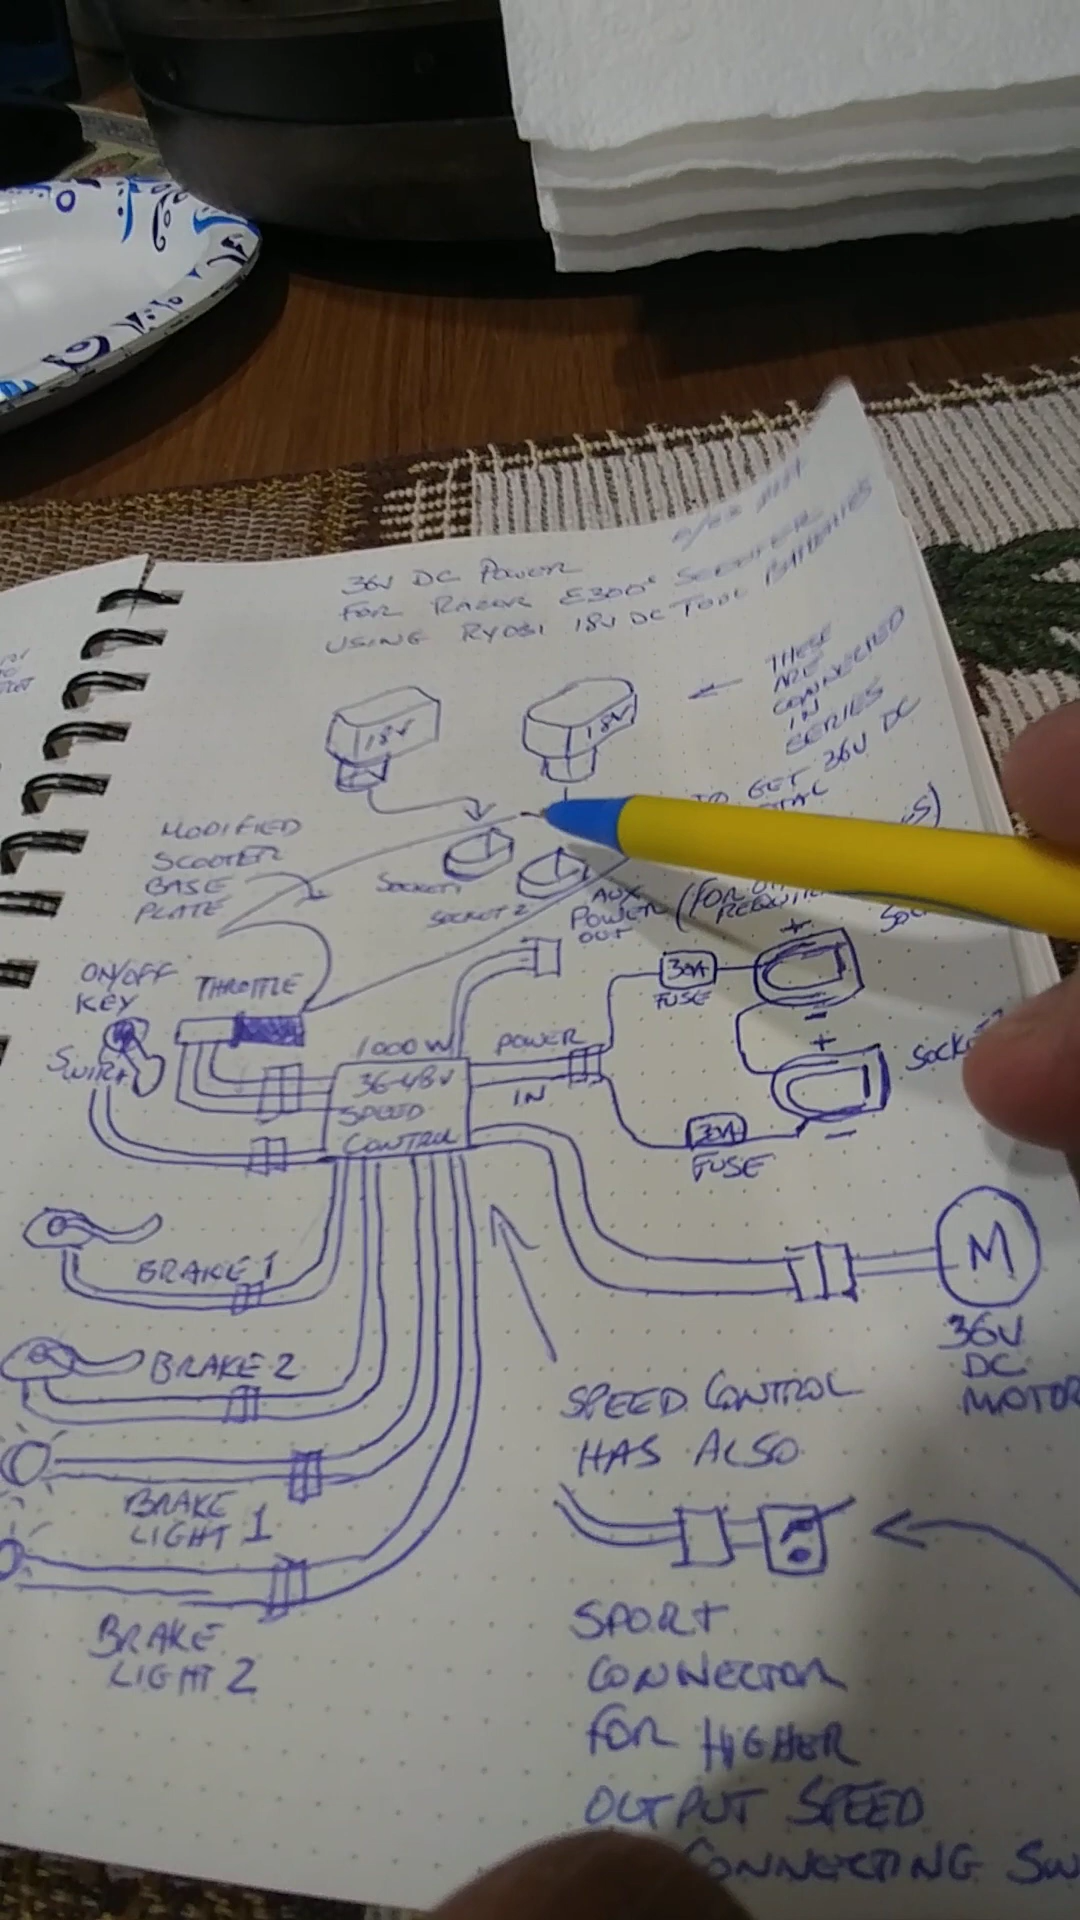 36V DC POWER
FOR RAZOR E300S SCOOTER
USING RYOBI 18V DC TOOL BATTERIES
18V
18V
THESE
ARE
CONNECTED
IN
SERIES
TO GET 36V DC
MODIFIED
SCOOTER
BASE
PLATE
SOCKET 1
SOCKET 2
AUX
POWER (FOR
OUT
ON/OFF
KEY
THROTTLE
30A
FUSE
+
-
+
-
1000W
36-48V
SPEED
CONTROL
POWER
IN
30A
FUSE
BRAKE 1
BRAKE 2
M
36V
DC
MOTOR
SPEED CONTROL
HAS ALSO
BRAKE
LIGHT 1
BRAKE
LIGHT 2
SPORT
CONNECTOR
FOR HIGHER
OUTPUT SPEED
CONNECTING SW